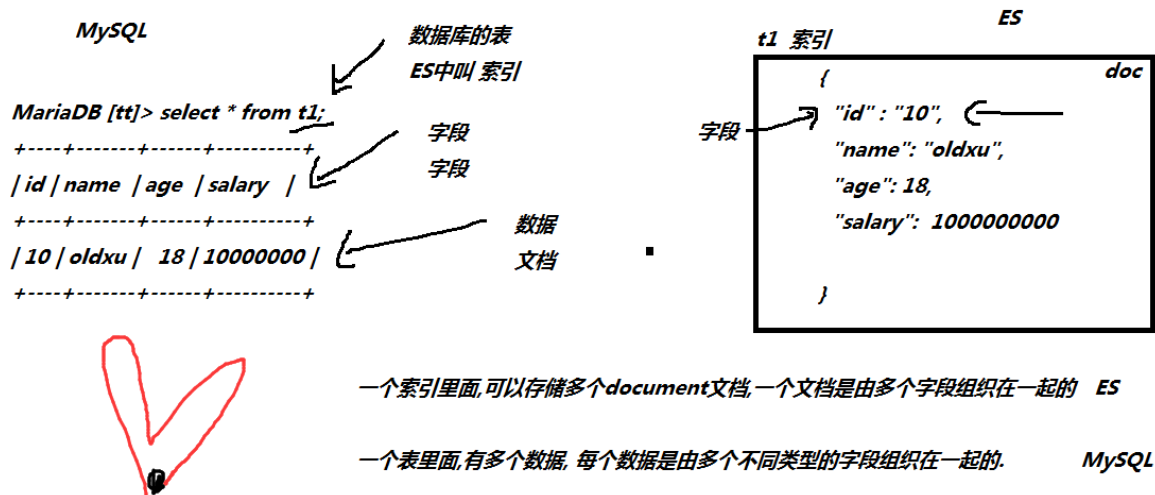 MySQL
数据库的表
ES中叫 索引
MariaDB [tt]> select * from t1;
+----+-------+------+----------+
| id | name | age | salary |
+----+-------+------+----------+
| 10 | oldxu | 18 | 10000000 |
+----+-------+------+----------+
字段
字段
数据
文档
ES
t1 索引
doc
{
字段
"id" : "10",
"name": "oldxu",
"age": 18,
"salary": 1000000000
}
一个索引里面,可以存储多个document文档,一个文档是由多个字段组织在一起的 ES
一个表里面,有多个数据, 每个数据是由多个不同类型的字段组织在一起的. MySQL